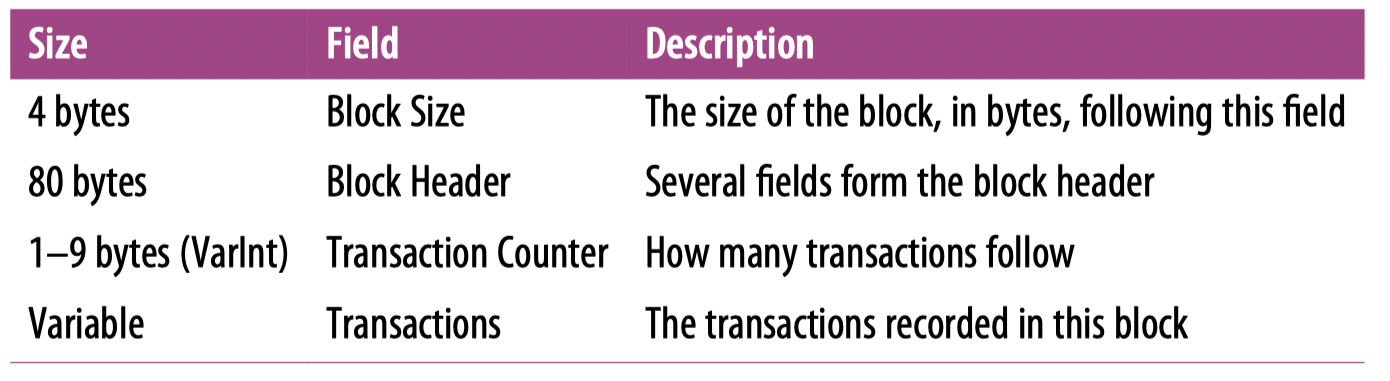 Size Field Description
4 bytes Block Size The size of the block, in bytes, following this field
80 bytes Block Header Several fields form the block header
1–9 bytes (VarInt) Transaction Counter How many transactions follow
Variable Transactions The transactions recorded in this block